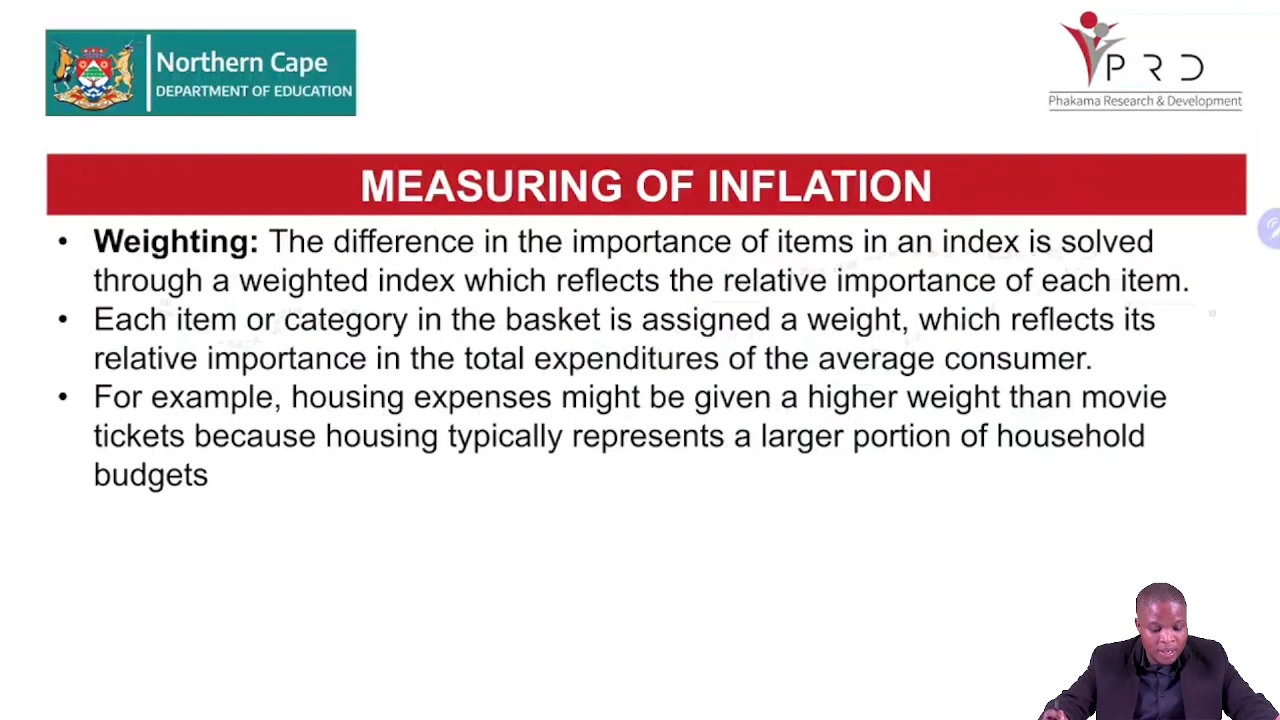 Northern Cape
DEPARTMENT OF EDUCATION
P R D
Phakama Research & Development
MEASURING OF INFLATION
• Weighting: The difference in the importance of items in an index is solved
through a weighted index which reflects the relative importance of each item.
• Each item or category in the basket is assigned a weight, which reflects its
relative importance in the total expenditures of the average consumer.
• For example, housing expenses might be given a higher weight than movie
tickets because housing typically represents a larger portion of household
budgets